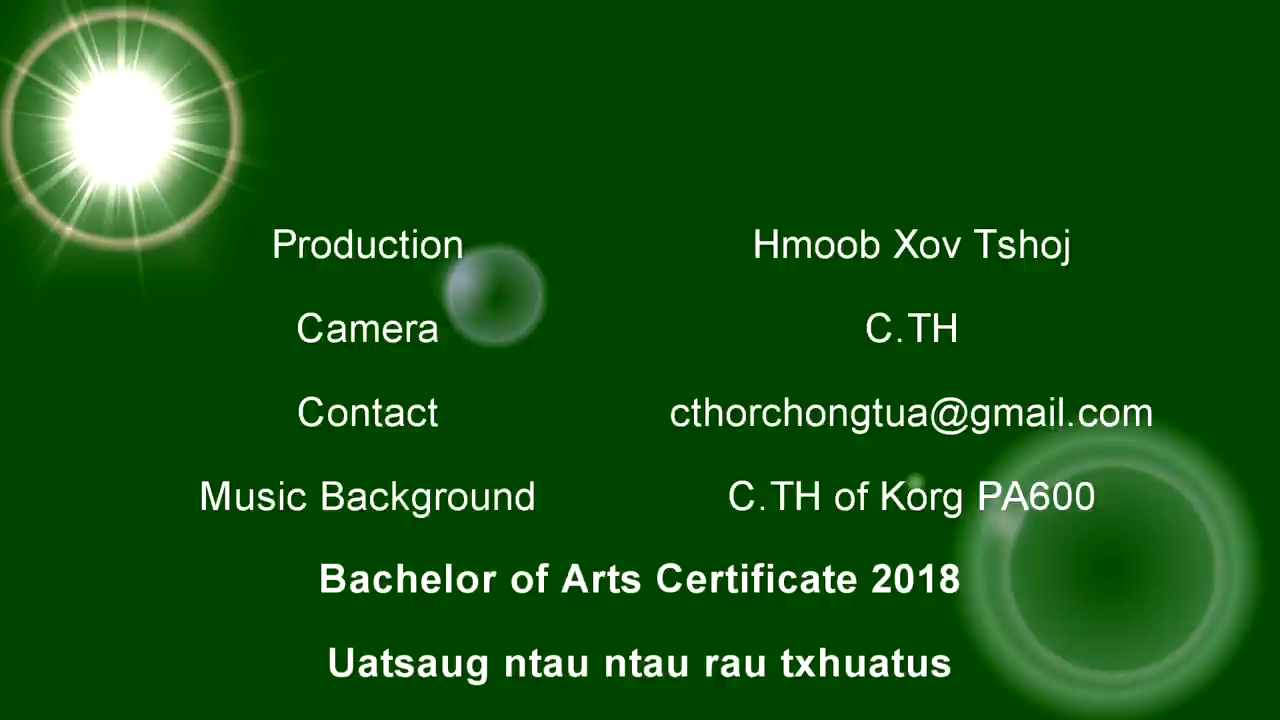 Production Hmoob Xov Tshoj
Camera C.TH
Contact cthorchongtua@gmail.com
Music Background C.TH of Korg PA600
Bachelor of Arts Certificate 2018
Uatsaug ntau ntau rau txhuatus